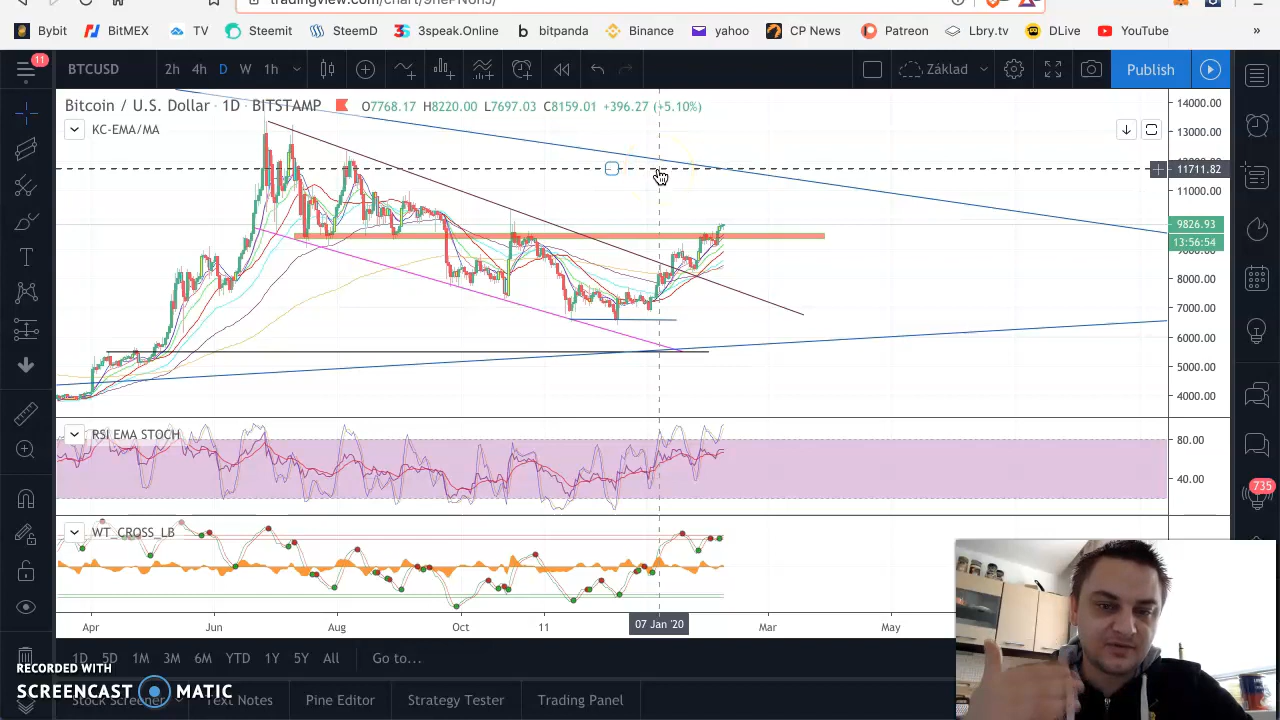 tradingview.com/chart/9nePNon5/
Bybit BitMEX TV Steemit SteemD 3speak.Online bitpanda Binance yahoo CP News Patreon Lbry.tv DLive YouTube »
11
BTCUSD 2h 4h D W 1h Základ Publish
Bitcoin / U.S. Dollar 1D BITSTAMP O7768.17 H8220.00 L7697.03 C8159.01 +396.27 (+5.10%)
KC-EMA/MA
14000.00
13000.00
11711.82
11000.00
9826.93
13:56:54
8000.00
7000.00
6000.00
5000.00
4000.00
RSI EMA STOCH
80.00
40.00
735
WT_CROSS_LB
Apr Jun Aug Oct 11 07 Jan '20 Mar May
1D 5D 1M 3M 6M YTD 1Y 5Y All Go to...
RECORDED WITH
SCREENCAST MATIC
Stock Screener Text Notes Pine Editor Strategy Tester Trading Panel